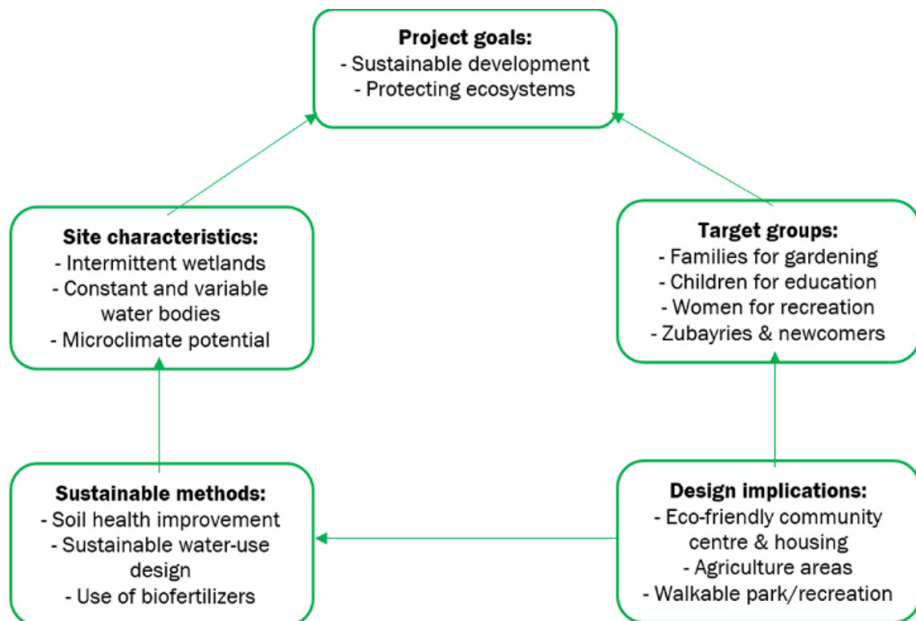 Project goals:
- Sustainable development
- Protecting ecosystems
Site characteristics:
- Intermittent wetlands
- Constant and variable
water bodies
- Microclimate potential
Target groups:
- Families for gardening
- Children for education
- Women for recreation
- Zubayries & newcomers
Sustainable methods:
- Soil health improvement
- Sustainable water-use
design
- Use of biofertilizers
Design implications:
- Eco-friendly community
centre & housing
- Agriculture areas
- Walkable park/recreation